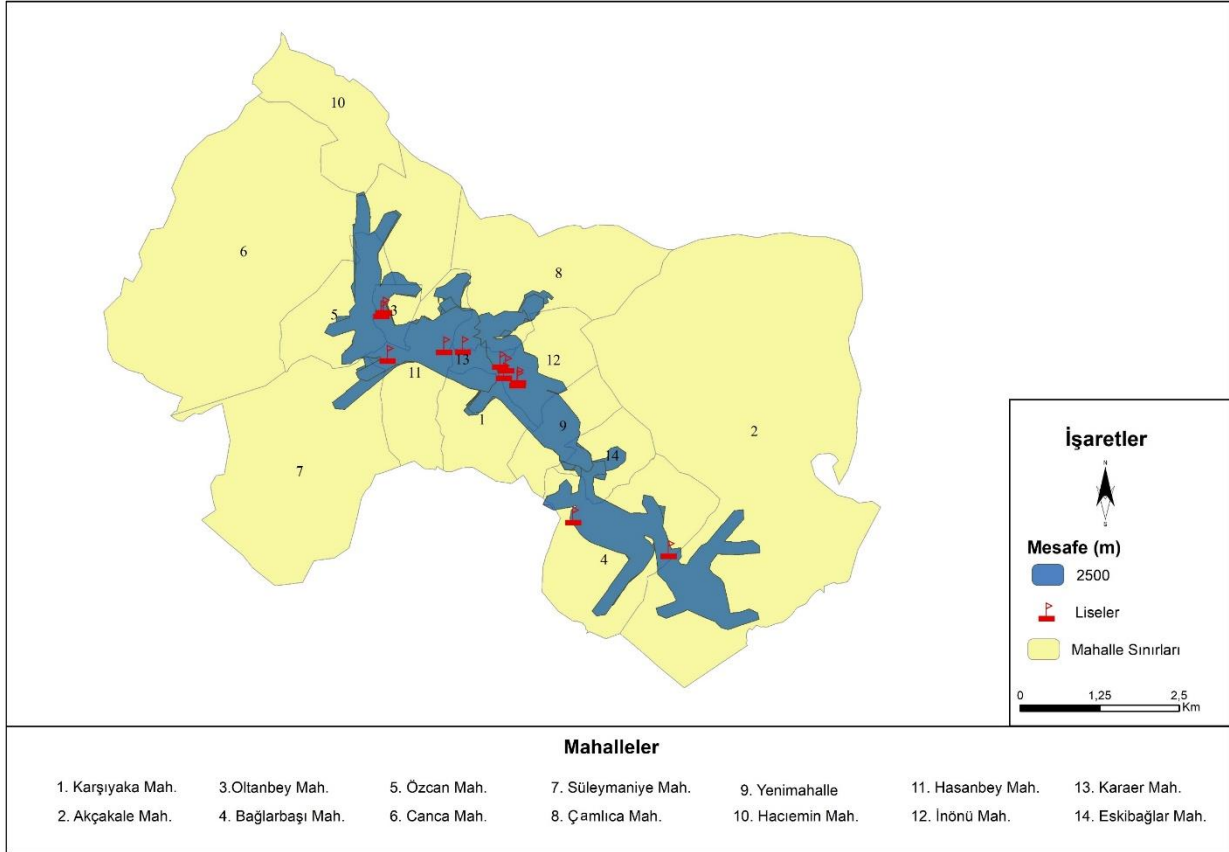 10
6
8
5
3
13
12
11
1
9
2
14
7
4
İşaretler
N
S
Mesafe (m)
2500
Liseler
Mahalle Sınırları
0 1,25 2,5
Km
Mahalleler
1. Karşıyaka Mah. 3.Oltanbey Mah. 5. Özcan Mah. 7. Süleymaniye Mah. 9. Yenimahalle 11. Hasanbey Mah. 13. Karaer Mah.
2. Akçakale Mah. 4. Bağlarbaşı Mah. 6. Canca Mah. 8. Çamlıca Mah. 10. Hacıemin Mah. 12. İnönü Mah. 14. Eskibağlar Mah.